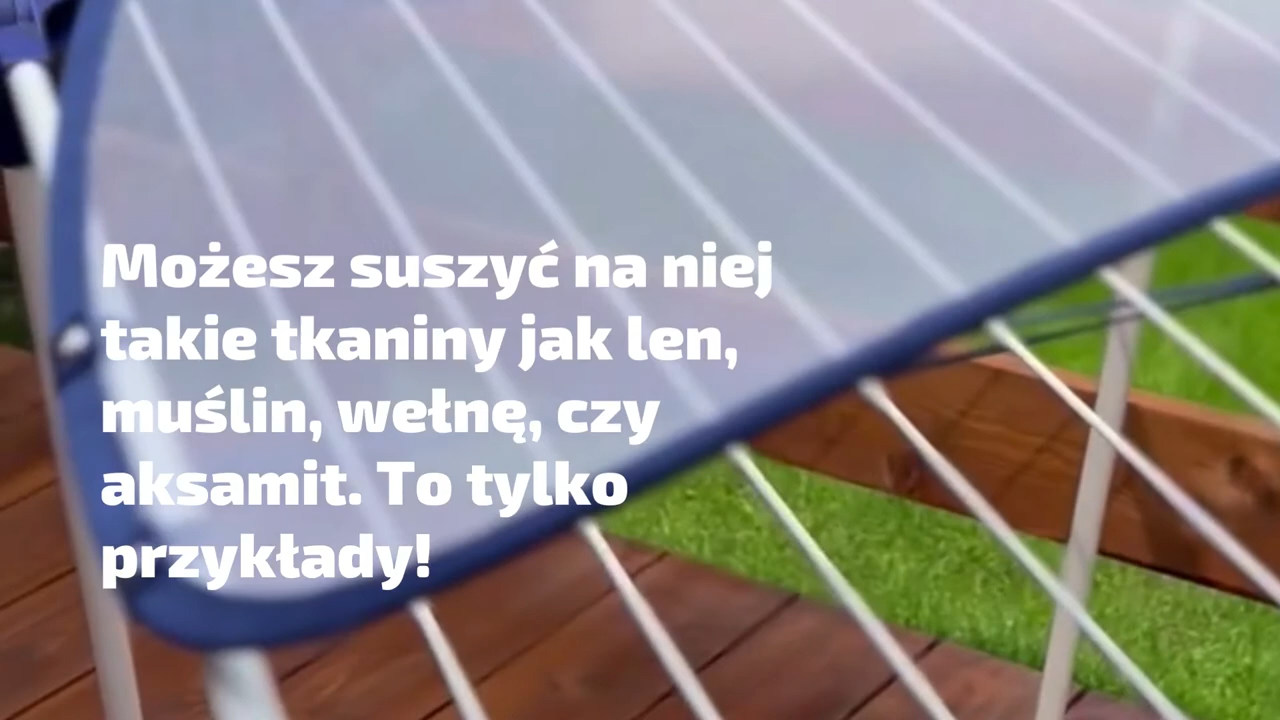 Możesz suszyć na niej
takie tkaniny jak len,
muślin, wełnę, czy
aksamit. To tylko
przykłady!